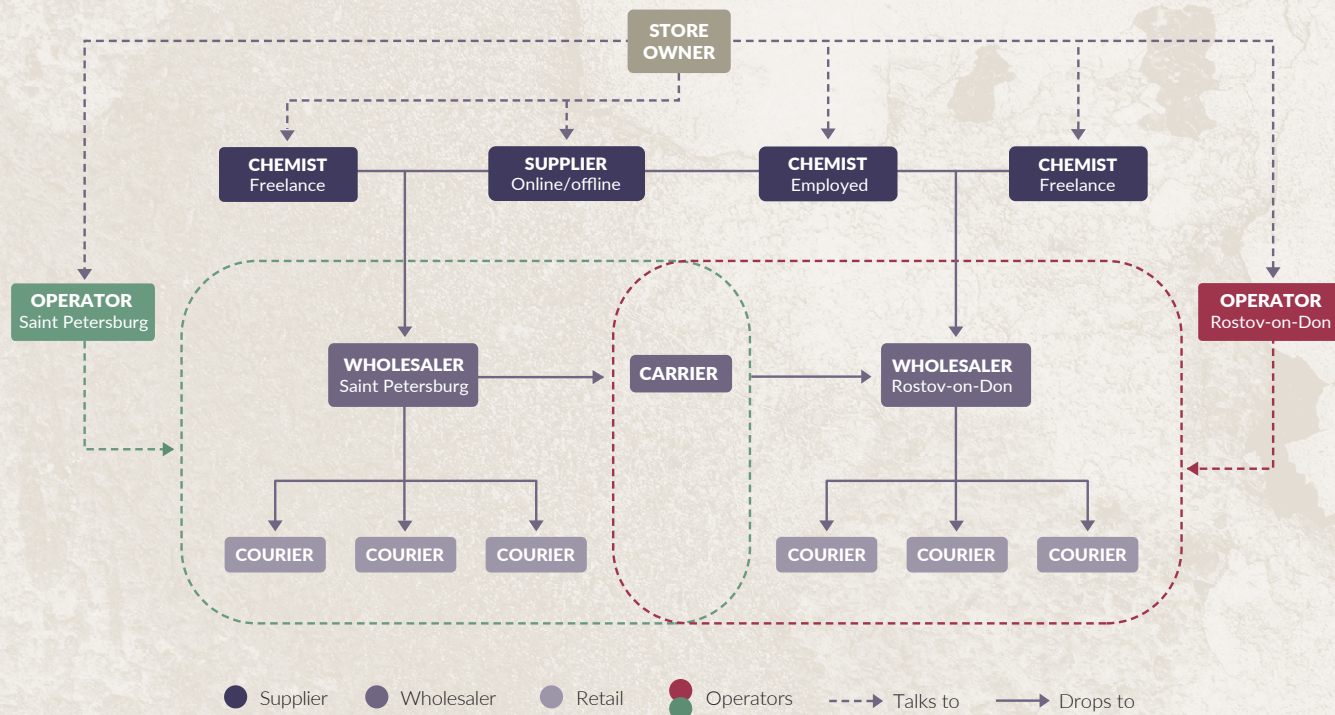 STORE
OWNER
CHEMIST
Freelance
SUPPLIER
Online/offline
CHEMIST
Employed
CHEMIST
Freelance
OPERATOR
Saint Petersburg
OPERATOR
Rostov-on-Don
WHOLESALER
Saint Petersburg
CARRIER
WHOLESALER
Rostov-on-Don
COURIER
COURIER
COURIER
COURIER
COURIER
COURIER
Supplier
Wholesaler
Retail
Operators
Talks to
Drops to